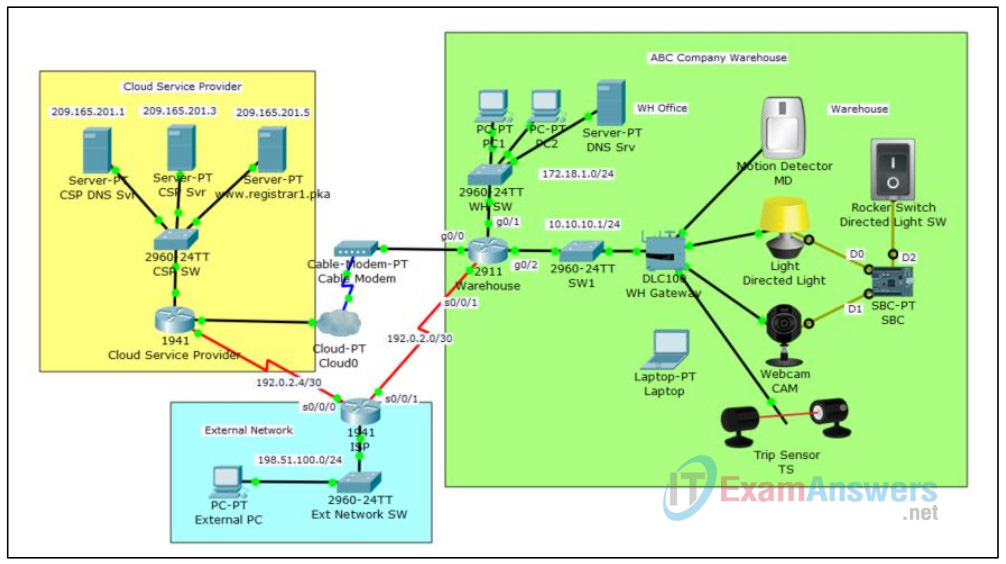 Cloud Service Provider
209.165.201.1
209.165.201.3
209.165.201.5
Server-PT
CSP DNS Svr
Server-PT
CSP Svr
Server-PT
www.registrar1.pka
2960-24TT
CSP SW
1941
Cloud Service Provider
Cable-Modem-PT
Cable Modem
Cloud-PT
Cloud0
192.0.2.4/30
192.0.2.0/30
s0/0/0
s0/0/1
1941
ISP
External Network
198.51.100.0/24
PC-PT
External PC
2960-24TT
Ext Network SW
ABC Company Warehouse
WH Office
PC-PT
PC1
PC-PT
PC2
Server-PT
DNS Srv
172.18.1.0/24
2960-24TT
WH SW
g0/1
g0/0
g0/2
s0/0/1
2911
Warehouse
10.10.10.1/24
2960-24TT
SW1
DLC100
WH Gateway
Laptop-PT
Laptop
Warehouse
Motion Detector
MD
Rocker Switch
Directed Light SW
Light
Directed Light
D0
D2
D1
SBC-PT
SBC
Webcam
CAM
Trip Sensor
TS
ITExamAnswers
.net